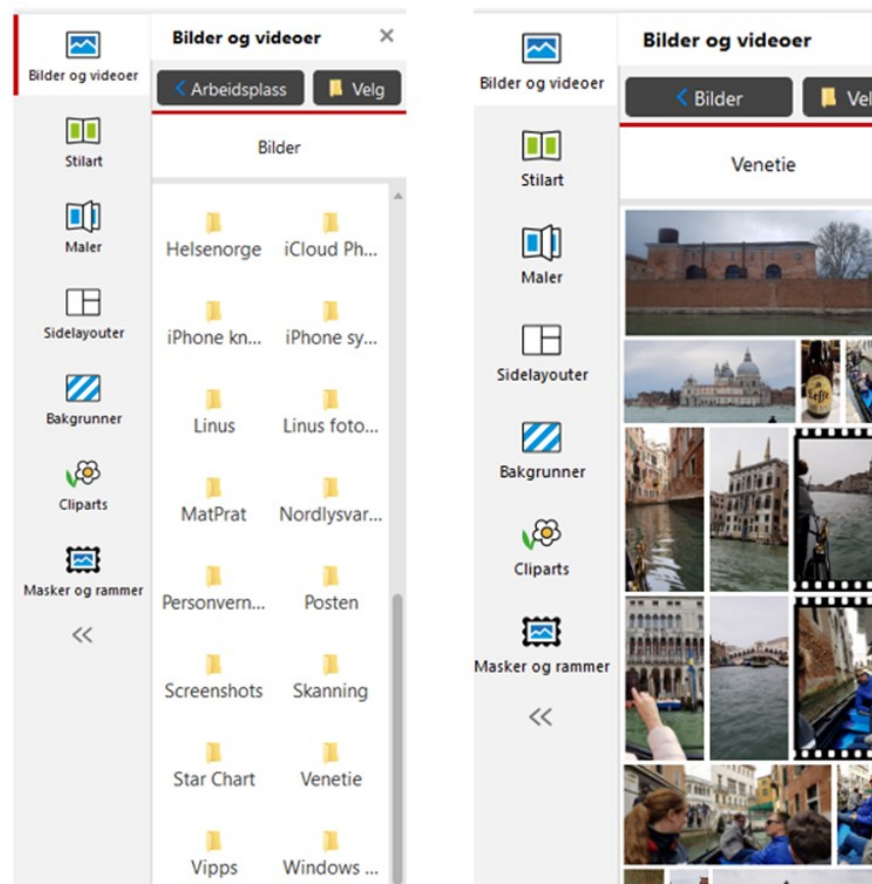 Bilder og videoer
Bilder og videoer
Arbeidsplass
Velg
Bilder
Stilart
Maler
Sidelayouter
Bakgrunner
Cliparts
Masker og rammer
Helsenorge iCloud Ph...
iPhone kn... iPhone sy...
Linus Linus foto...
MatPrat Nordlysvar...
Personvern... Posten
Screenshots Skanning
Star Chart Venetie
Vipps Windows ...
Bilder og videoer
Bilder og videoer
Bilder
Vel
Venetie
Stilart
Maler
Sidelayouter
Bakgrunner
Cliparts
Masker og rammer
Leffe